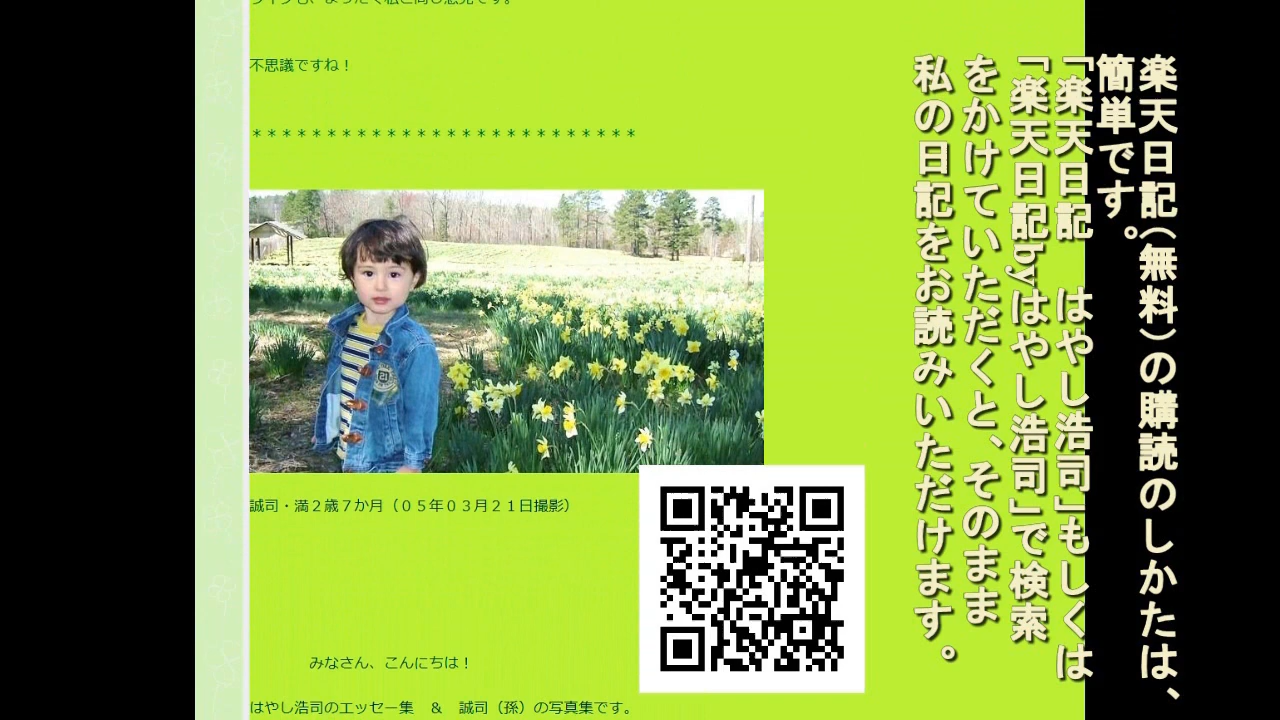 不思議ですね！
＊＊＊＊＊＊＊＊＊＊＊＊＊＊＊＊＊＊＊＊＊＊＊＊＊＊
誠司・満２歳７か月（０５年０３月２１日撮影）
みなさん、こんにちは！
はやし浩司のエッセー集　＆　誠司（孫）の写真集です。
楽天日記（無料）の購読のしかたは、
簡単です。
「楽天日記　はやし浩司」もしくは
「楽天日記byはやし浩司」で検索
をかけていただくと、そのまま
私の日記をお読みいただけます。